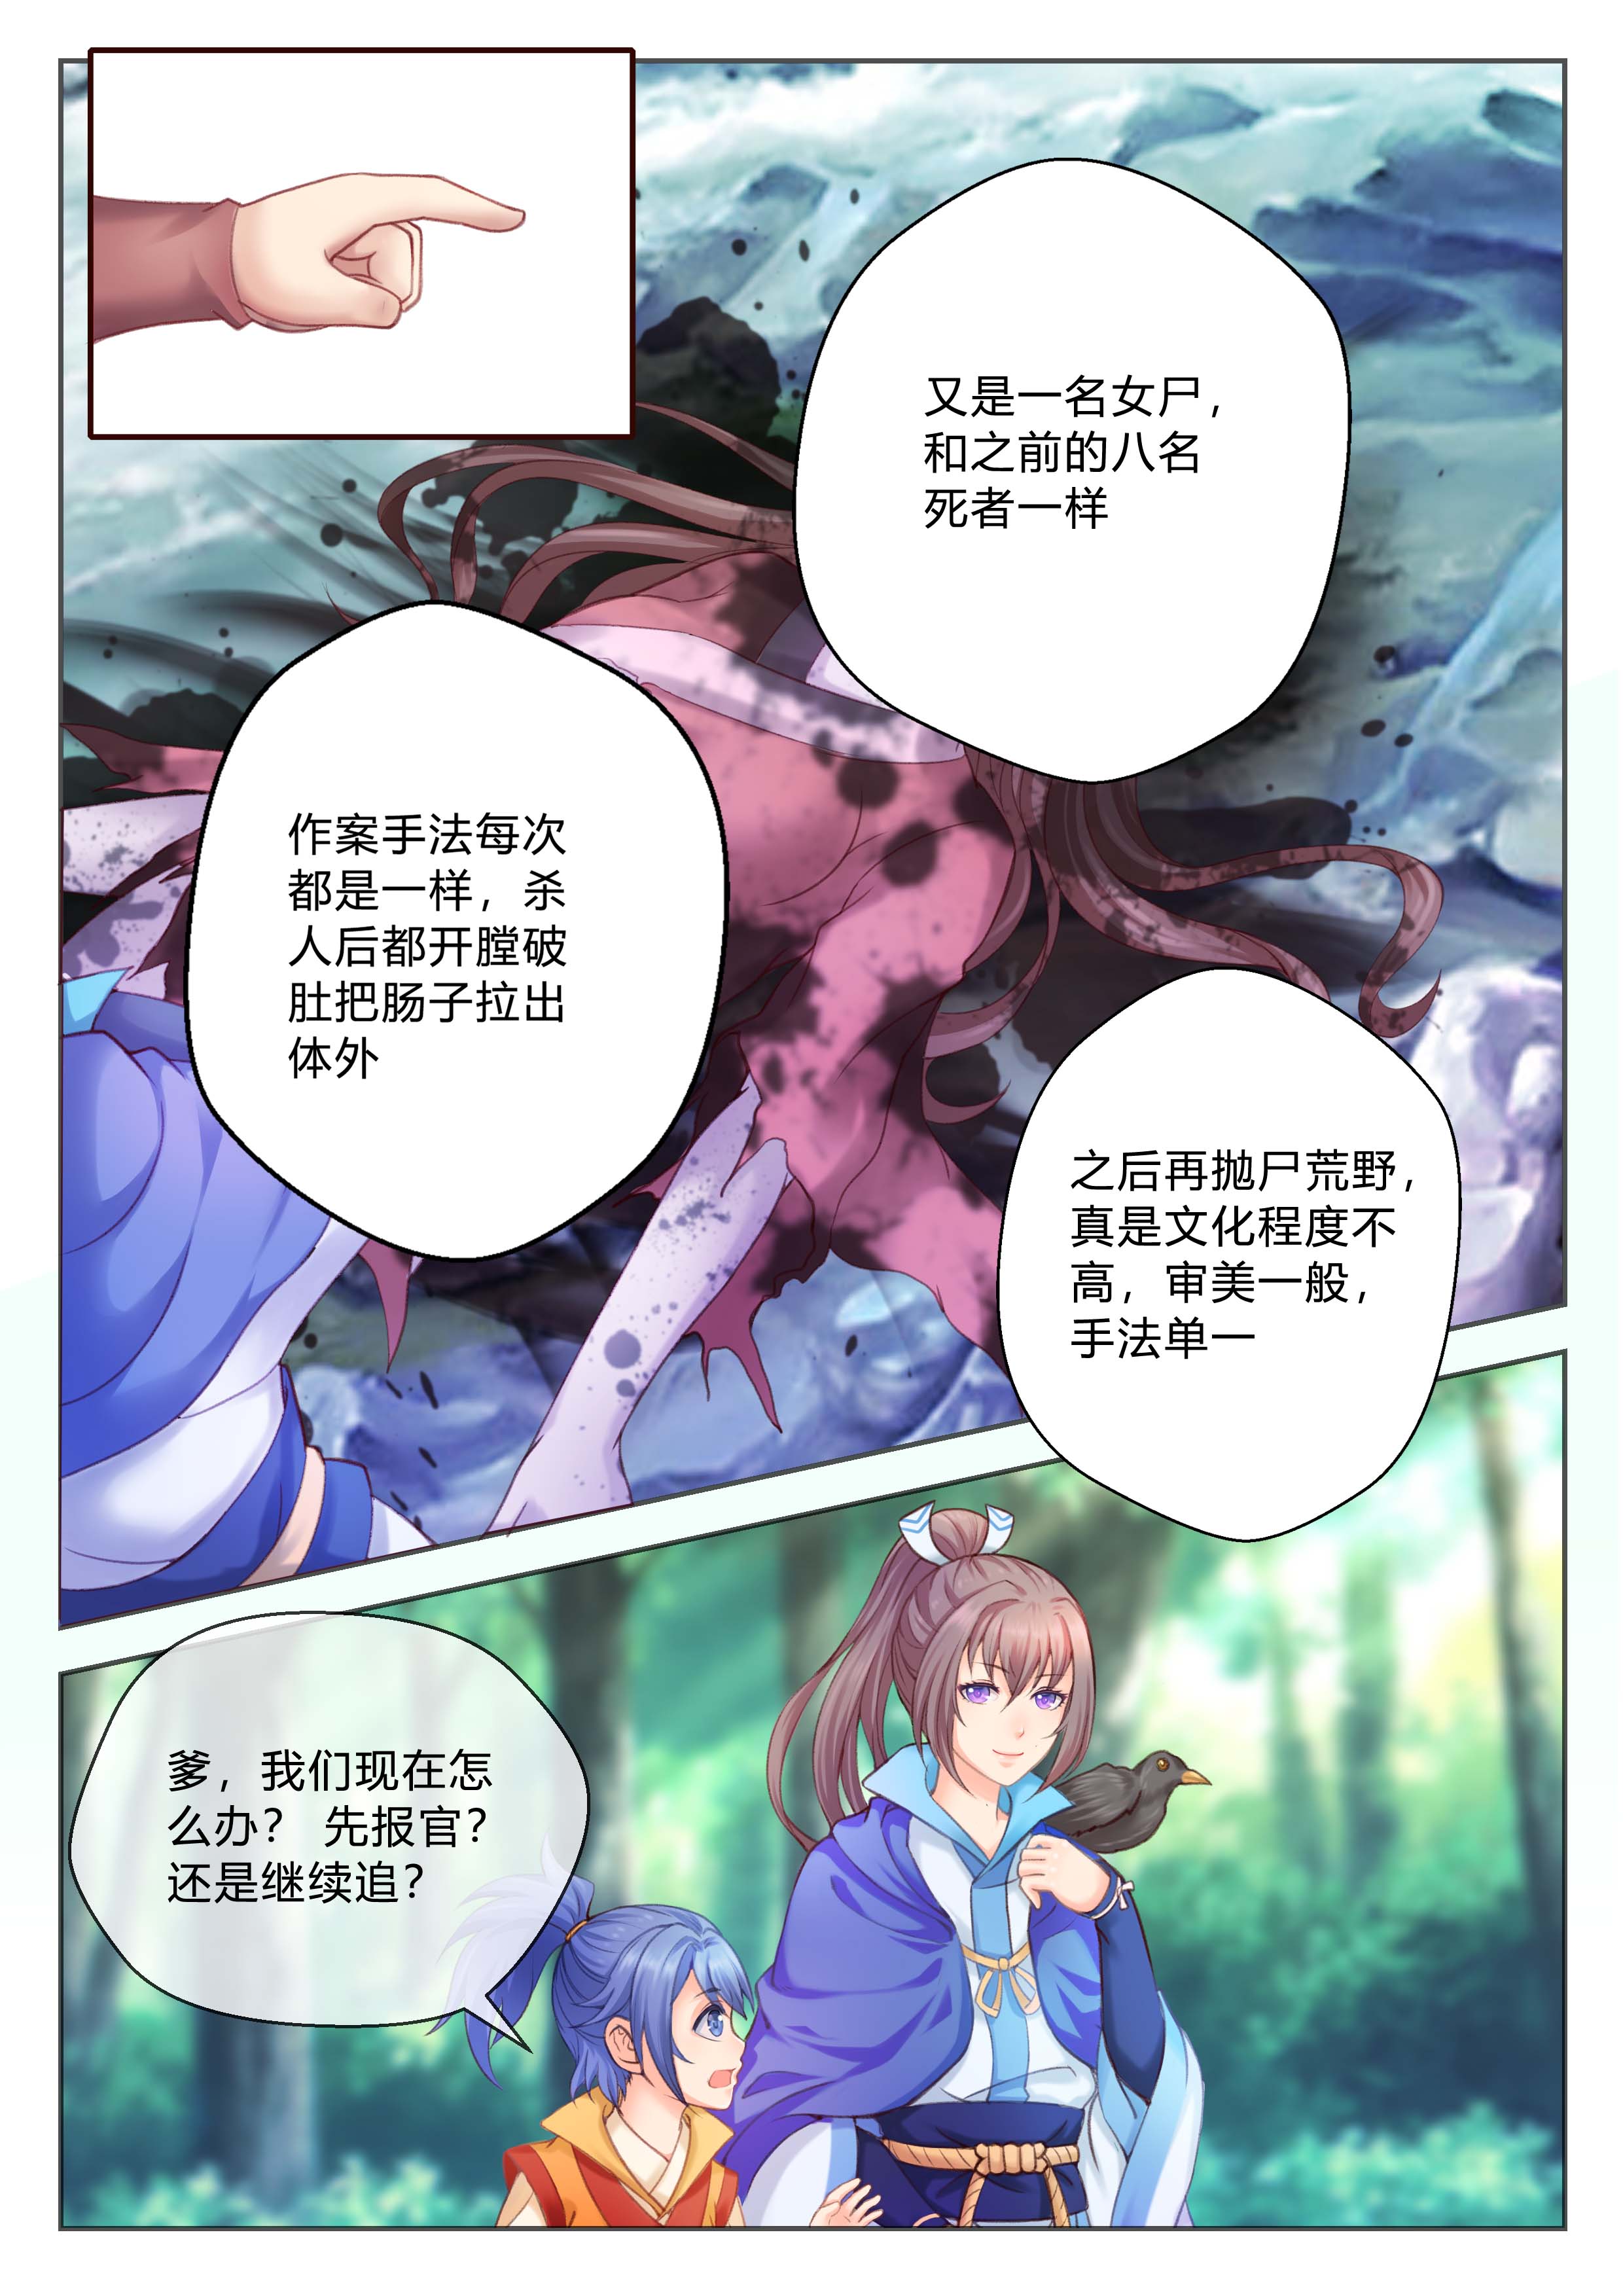 又是一名女尸，
和之前的八名
死者一样
作案手法每次
都是一样，杀
人后都开膛破
肚把肠子拉出
体外
之后再抛尸荒野，
真是文化程度不
高，审美一般，
手法单一
爹，我们现在怎
么办？ 先报官？
还是继续追？